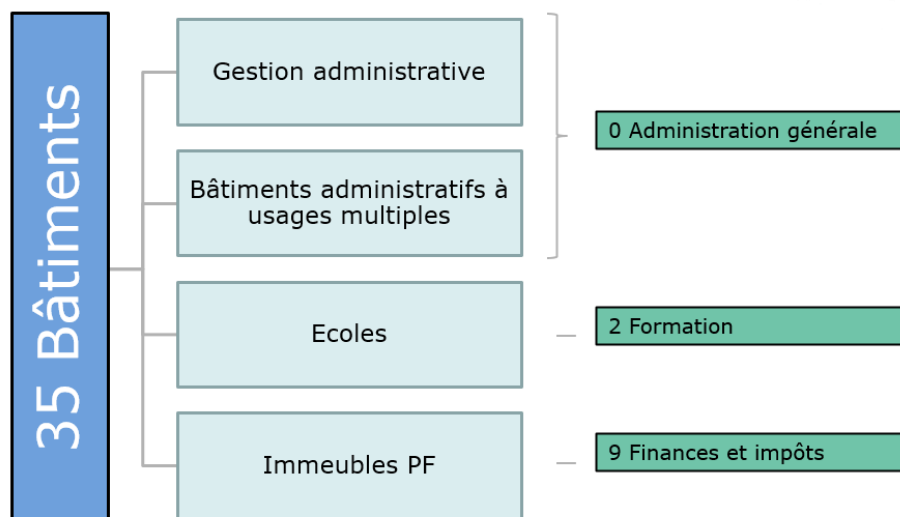 35 Bâtiments
Gestion administrative
Bâtiments administratifs à
usages multiples
Ecoles
Immeubles PF
0 Administration générale
2 Formation
9 Finances et impôts